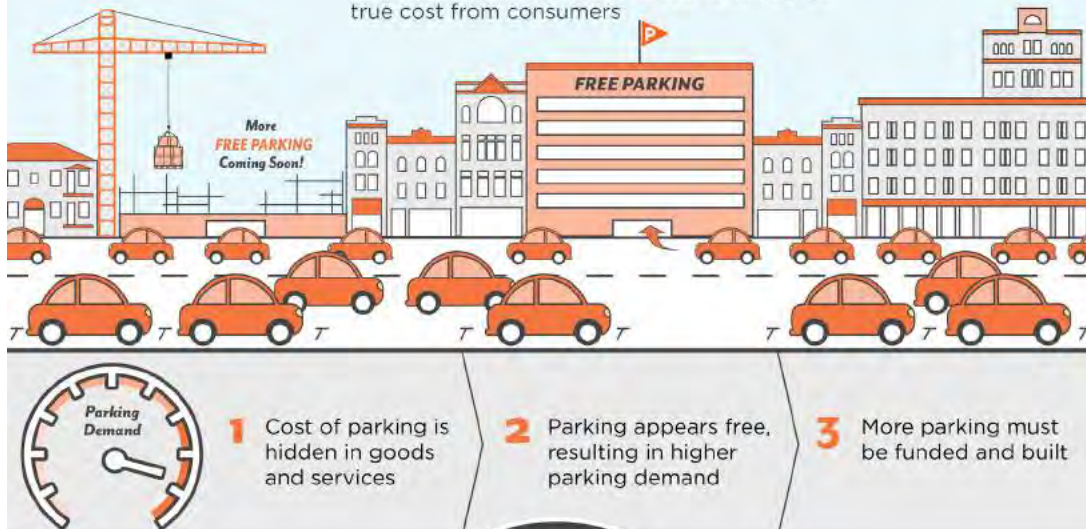 true cost from consumers
P
FREE PARKING
More
FREE PARKING
Coming Soon!
T T T T T T
Parking
Demand
1 Cost of parking is
hidden in goods
and services
2 Parking appears free,
resulting in higher
parking demand
3 More parking must
be funded and built